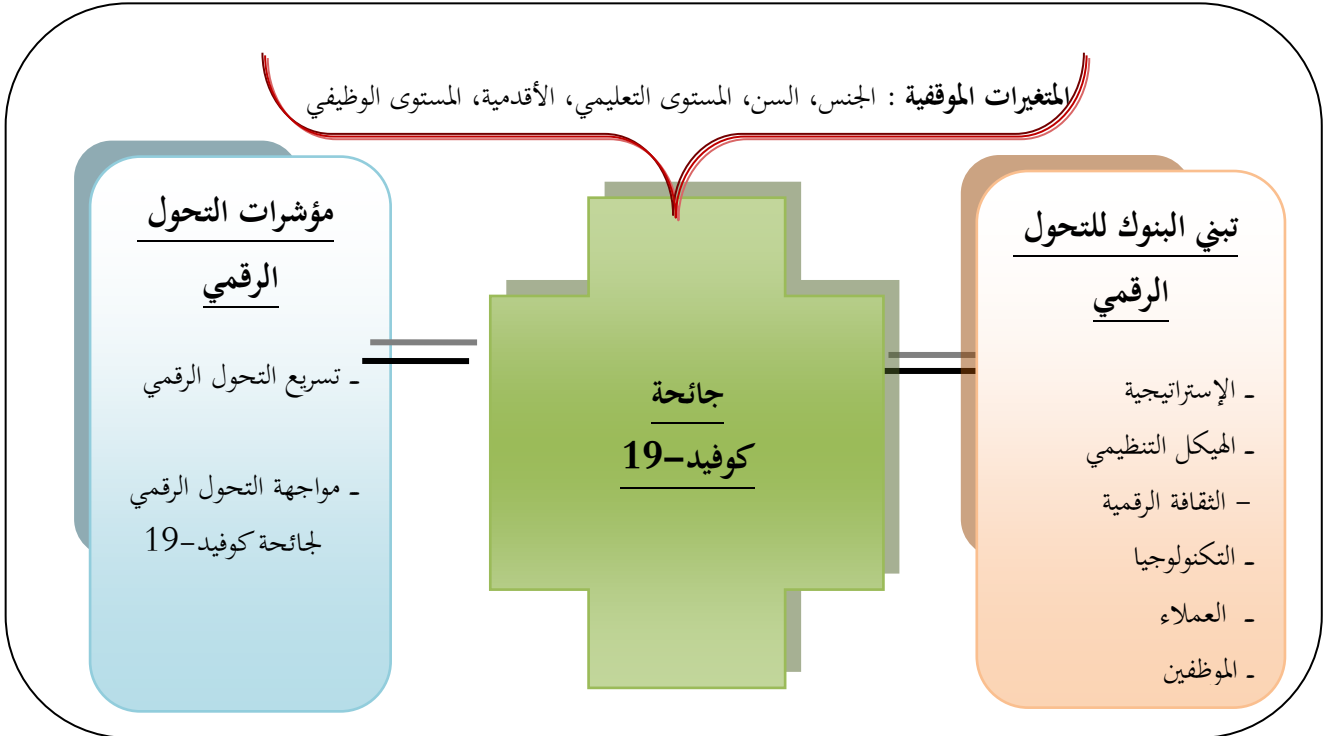 المتغيرات الموقفية : الجنس، السن، المستوى التعليمي، الأقدمية، المستوى الوظيفي
تبني البنوك للتحول
الرقمي
ـ الإستراتيجية
ـ الهيكل التنظيمي
– الثقافة الرقمية
ـ التكنولوجيا
ـ العملاء
ـ الموظفين
جائحة
كوفيد–19
مؤشرات التحول
الرقمي
ـ تسريع التحول الرقمي
ـ مواجهة التحول الرقمي
لجائحة كوفيد–19